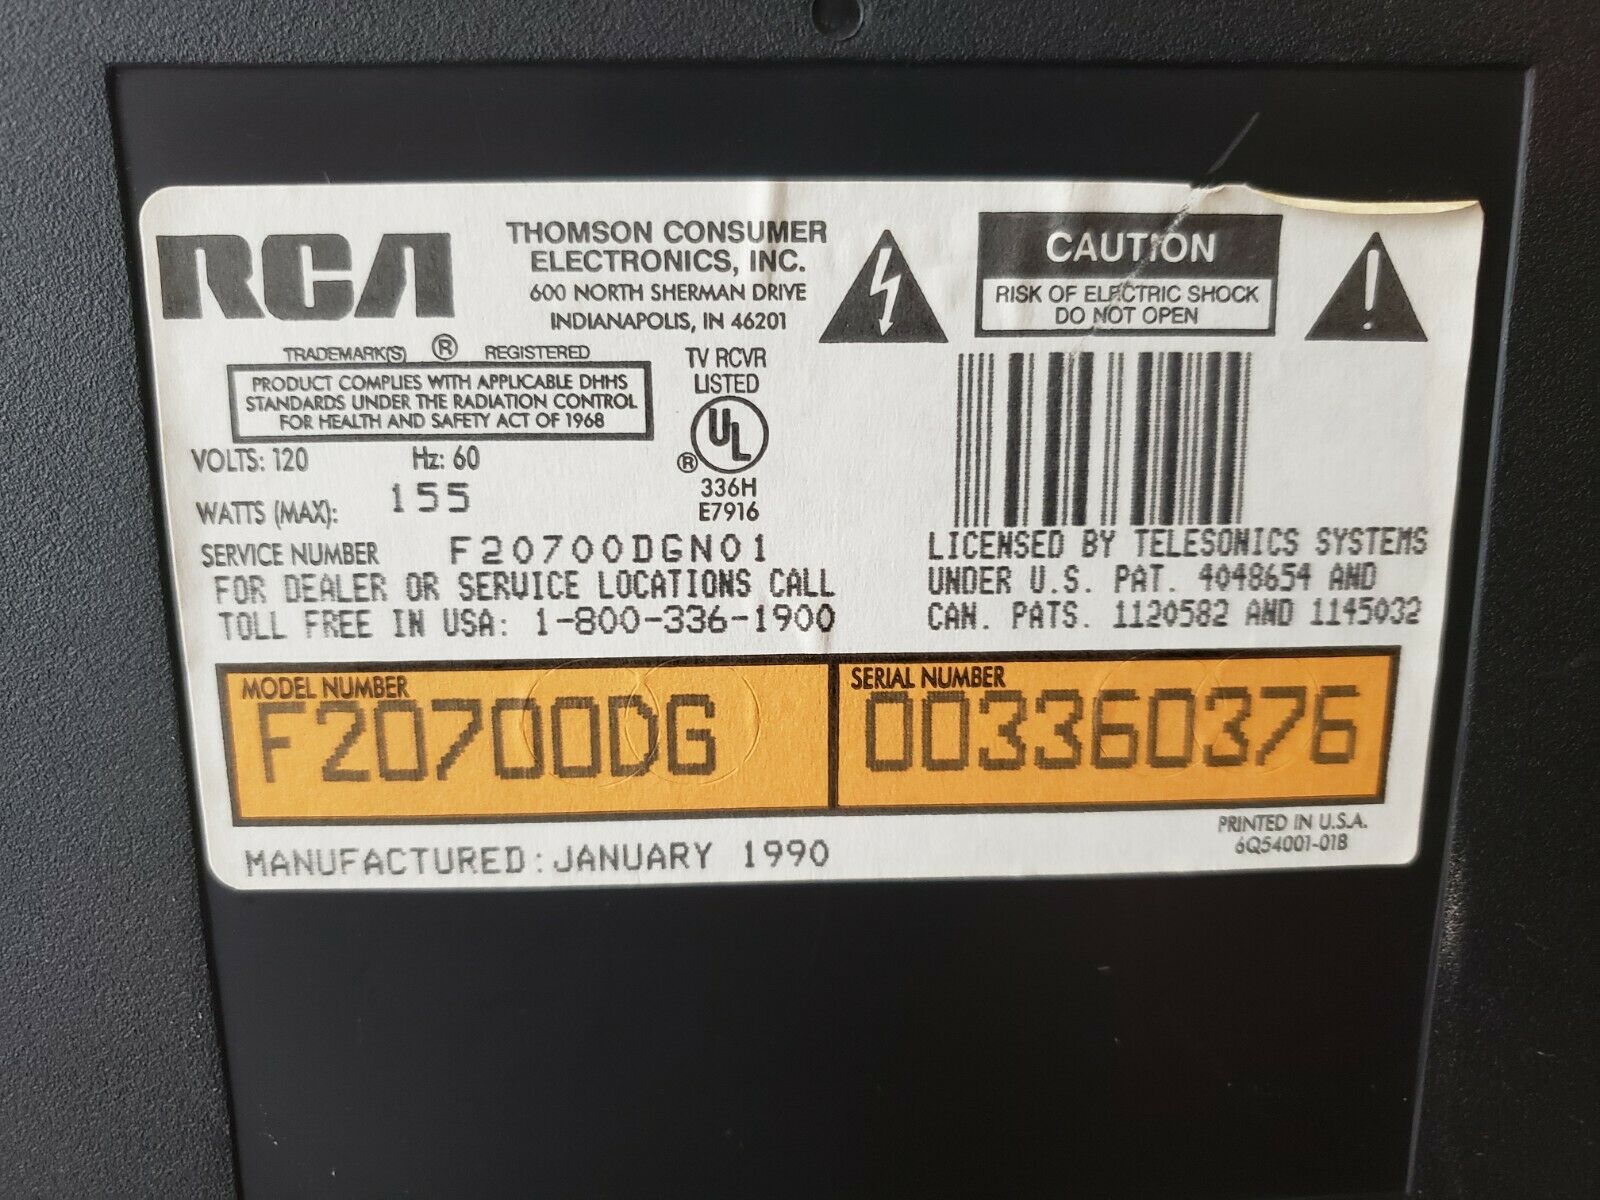 RCA
THOMSON CONSUMER
ELECTRONICS, INC.
600 NORTH SHERMAN DRIVE
INDIANAPOLIS, IN 46201
TRADEMARK(S) ® REGISTERED
PRODUCT COMPLIES WITH APPLICABLE DHHS
STANDARDS UNDER THE RADIATION CONTROL
FOR HEALTH AND SAFETY ACT OF 1968
TV RCVR
LISTED
UL
®
336H
E7916
CAUTION
RISK OF ELECTRIC SHOCK
DO NOT OPEN
VOLTS: 120 Hz: 60
WATTS (MAX): 155
SERVICE NUMBER F20700DGN01
FOR DEALER OR SERVICE LOCATIONS CALL
TOLL FREE IN USA: 1-800-336-1900
LICENSED BY TELESONICS SYSTEMS
UNDER U.S. PAT. 4048654 AND
CAN. PATS. 1120582 AND 1145032
MODEL NUMBER
F20700DG
SERIAL NUMBER
003360376
MANUFACTURED: JANUARY 1990
PRINTED IN U.S.A.
6Q54001-01B